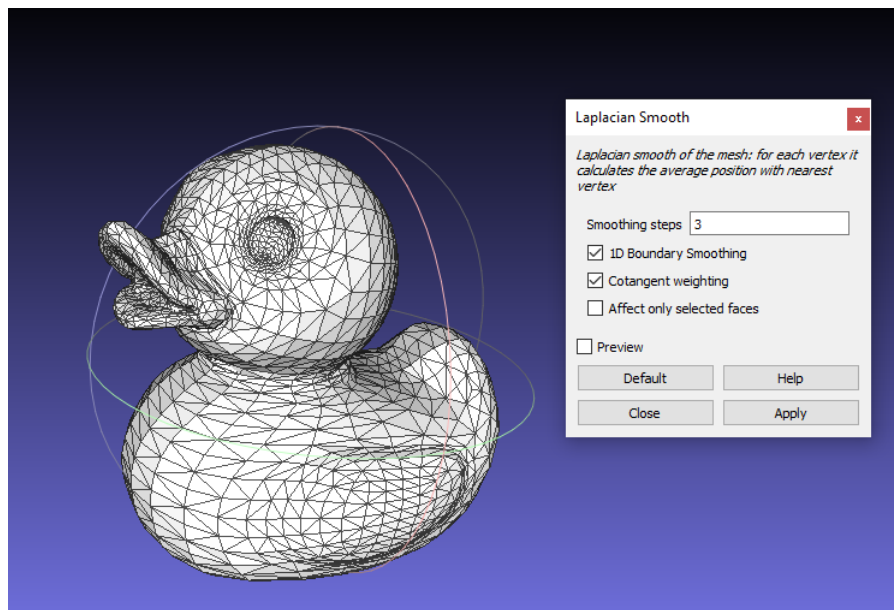 Laplacian Smooth
x
Laplacian smooth of the mesh: for each vertex it
calculates the average position with nearest
vertex
Smoothing steps 3
1D Boundary Smoothing
Cotangent weighting
Affect only selected faces
Preview
Default Help
Close Apply